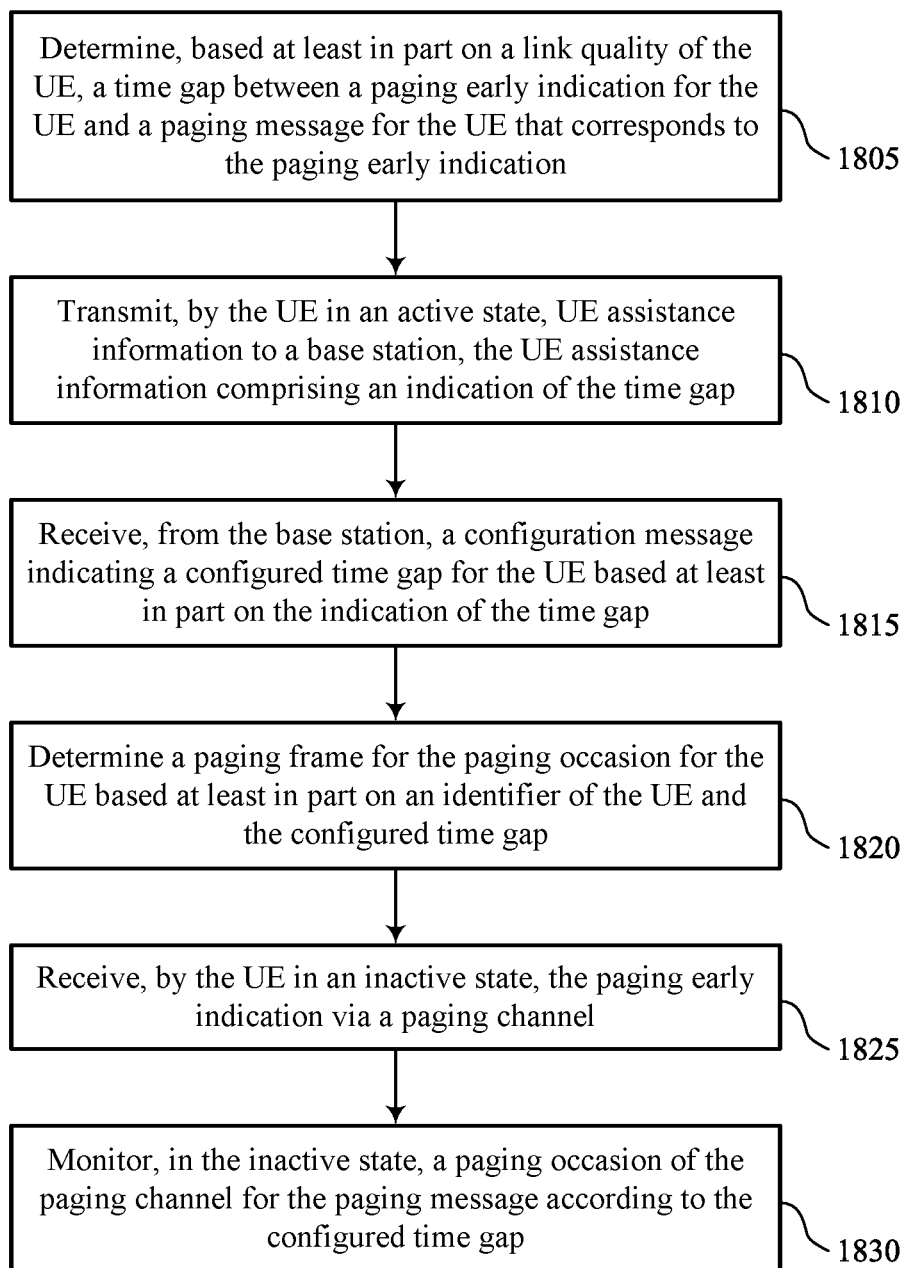 Determine, based at least in part on a link quality of the
UE, a time gap between a paging early indication for the
UE and a paging message for the UE that corresponds to
the paging early indication
1805
Transmit, by the UE in an active state, UE assistance
information to a base station, the UE assistance
information comprising an indication of the time gap
1810
Receive, from the base station, a configuration message
indicating a configured time gap for the UE based at least
in part on the indication of the time gap
1815
Determine a paging frame for the paging occasion for the
UE based at least in part on an identifier of the UE and
the configured time gap
1820
Receive, by the UE in an inactive state, the paging early
indication via a paging channel
1825
Monitor, in the inactive state, a paging occasion of the
paging channel for the paging message according to the
configured time gap
1830